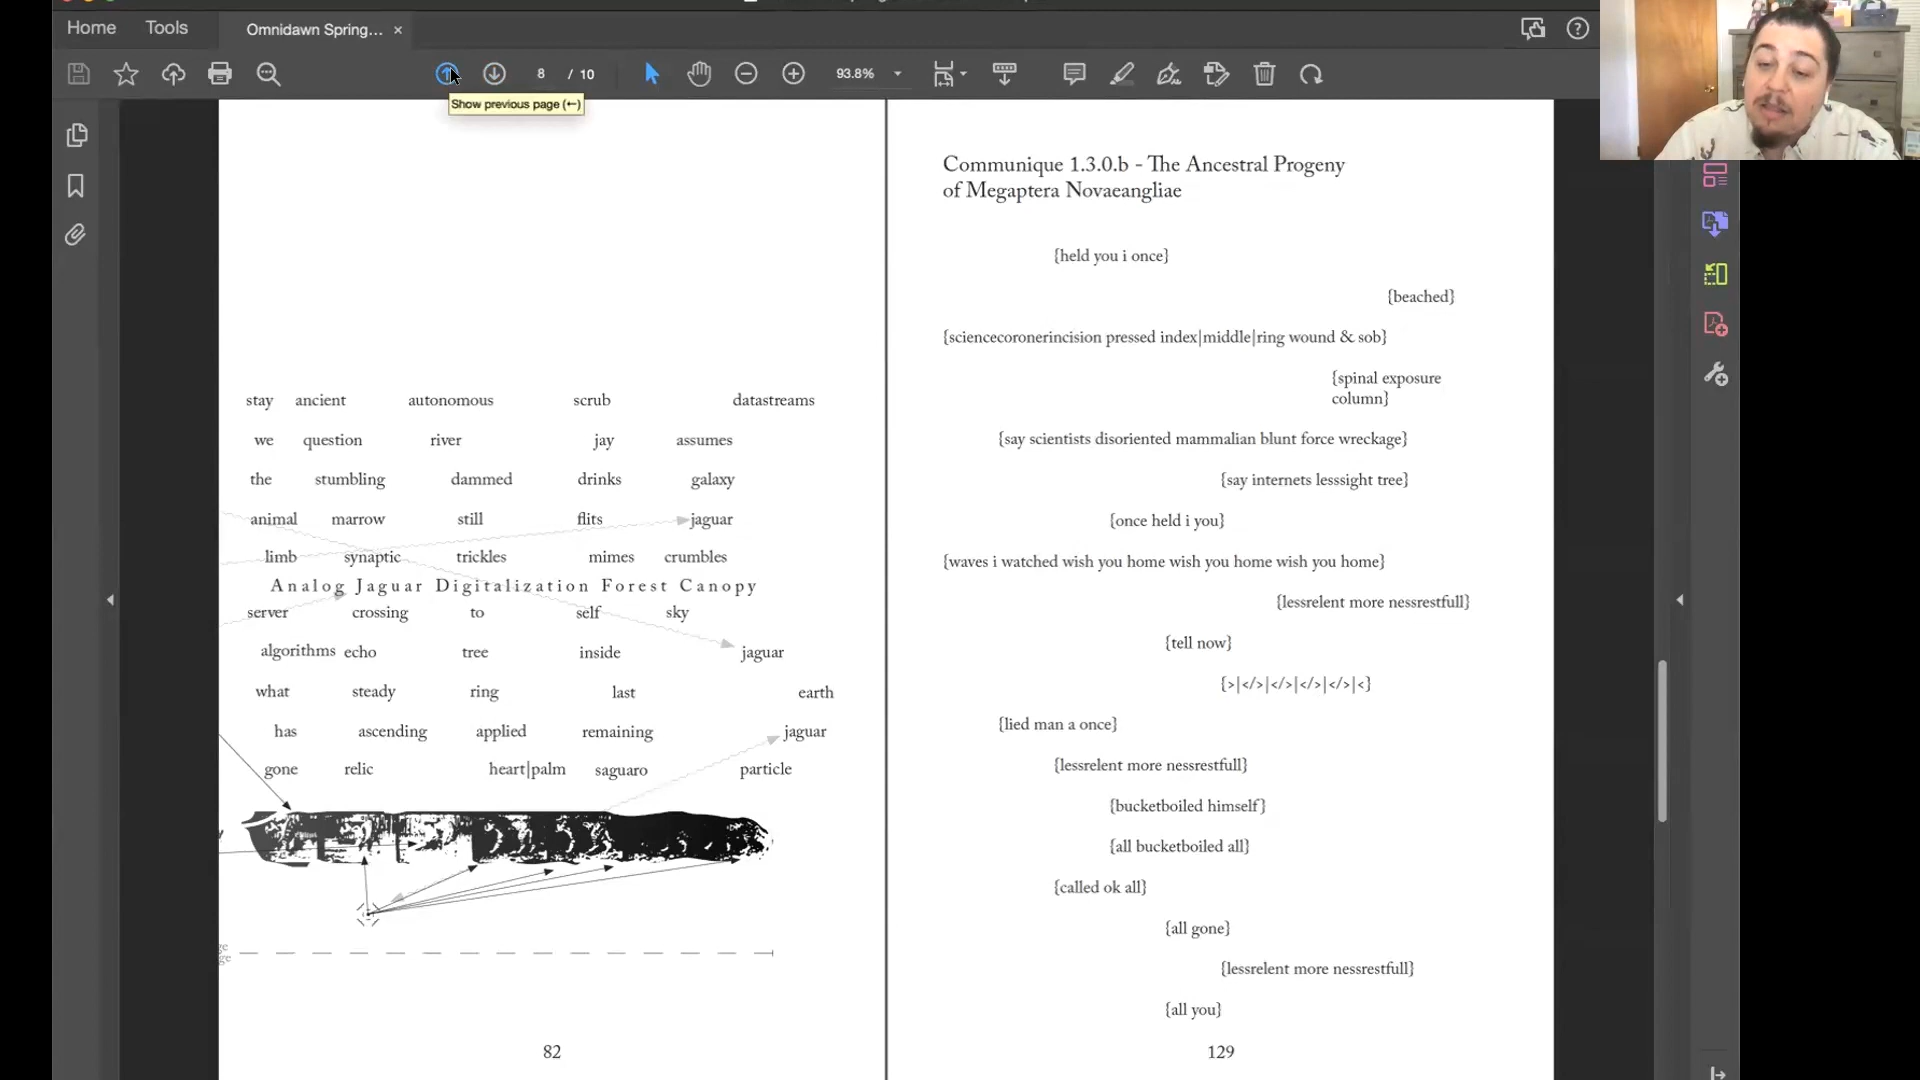 Home Tools Omnidawn Spring... ×
8 / 10 93.8%
Show previous page (←)
stay ancient autonomous scrub datastreams
we question river jay assumes
the stumbling dammed drinks galaxy
animal marrow still flits jaguar
limb synaptic trickles mimes crumbles
Analog Jaguar Digitalization Forest Canopy
server crossing to self sky
algorithms echo tree inside jaguar
what steady ring last earth
has ascending applied remaining jaguar
gone relic heart|palm saguaro particle
82
Communique 1.3.0.b - The Ancestral Progeny
of Megaptera Novaeangliae
{held you i once}
{beached}
{sciencecoronerincision pressed index|middle|ring wound & sob}
{spinal exposure
column}
{say scientists disoriented mammalian blunt force wreckage}
{say internets lesssight tree}
{once held i you}
{waves i watched wish you home wish you home wish you home}
{lessrelent more nessrestfull}
{tell now}
{>|</>|</>|</>|</>|<}
{lied man a once}
{lessrelent more nessrestfull}
{bucketboiled himself}
{all bucketboiled all}
{called ok all}
{all gone}
{lessrelent more nessrestfull}
{all you}
129